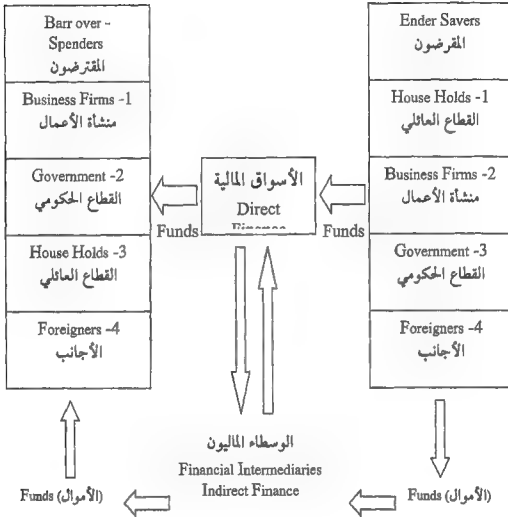 Barr over -
Spenders
المقترضون
Business Firms -1
منشأة الأعمال
Government -2
القطاع الحكومي
House Holds -3
القطاع العائلي
Foreigners -4
الأجانب
Funds
الأسواق المالية
Direct
Finance
Funds
Ender Savers
المقرضون
House Holds -1
القطاع العائلي
Business Firms -2
منشأة الأعمال
Government -3
القطاع الحكومي
Foreigners -4
الأجانب
الوسطاء الماليون
Financial Intermediaries
Indirect Finance
Funds (الأموال)
Funds (الأموال)